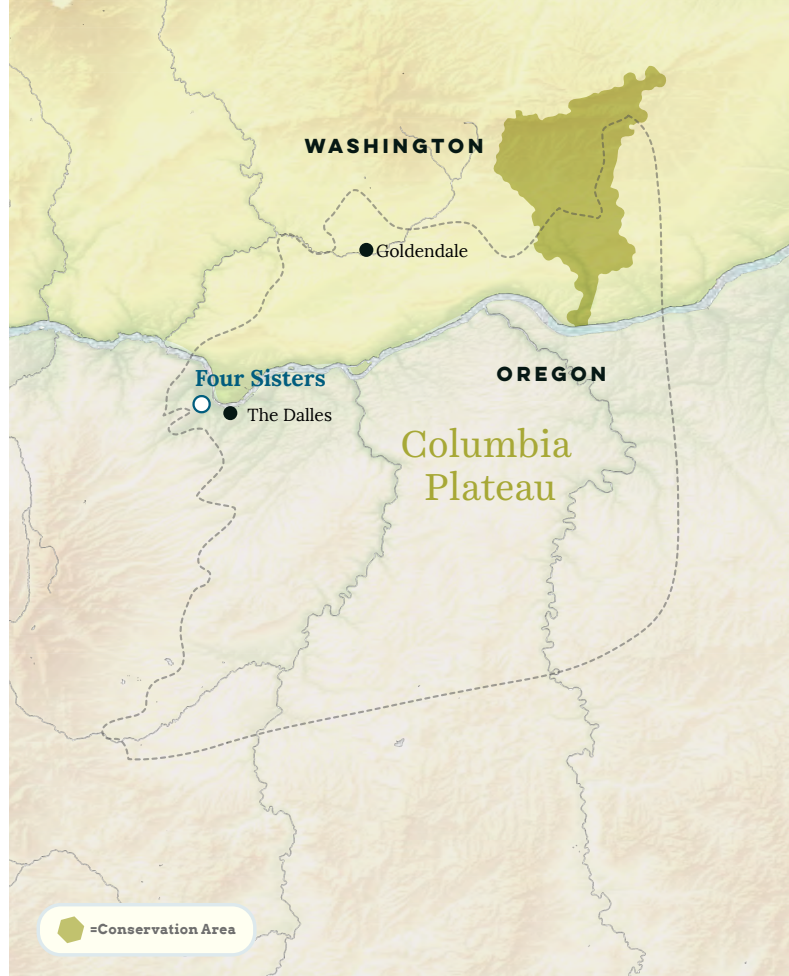 WASHINGTON
Goldendale
Four Sisters
OREGON
The Dalles
Columbia
Plateau
=Conservation Area